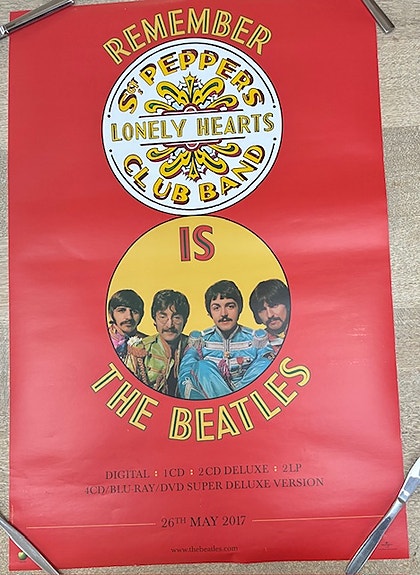 REMEMBER
SGT. PEPPERS
LONELY HEARTS
CLUB BAND
IS
THE BEATLES
DIGITAL : 1CD : 2CD DELUXE : 2LP
4CD/BLU-RAY/DVD SUPER DELUXE VERSION
26TH MAY 2017
www.thebeatles.com